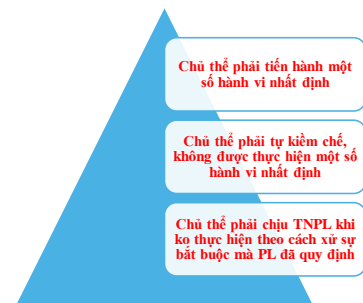 Chủ thể phải tiến hành một
số hành vi nhất định
Chủ thể phải tự kiềm chế,
không được thực hiện một số
hành vi nhất định
Chủ thể phải chịu TNPL khi
ko thực hiện theo cách xử sự
bắt buộc mà PL đã quy định